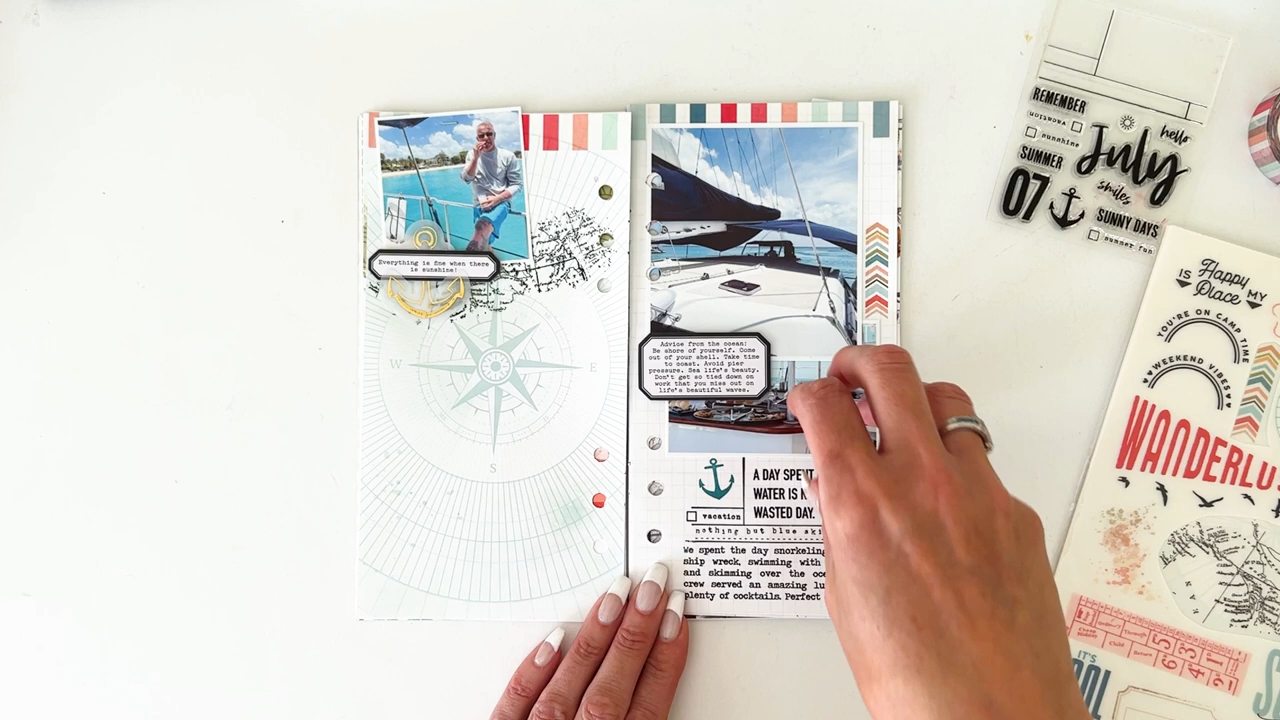 Everything is fine when there
is sunshine!
W
E
S
Advice from the ocean:
Be shore of yourself. Come
out of your shell. Take time
to coast. Avoid pier
pressure. Sea life's beauty.
Don't get so tied down on
work that you miss out on
life's beautiful waves.
A DAY SPENT
WATER IS
WASTED DAY.
vacation
nothing but blue
We spent the day snorkeling
ship wreck, swimming with
and skimming over the
crew served an amazing
plenty of cocktails. Perfect
REMEMBER
vacation
sunshine
SUMMER
07
July
hello
smiles
SUNNY DAYS
summer fun
Happy
IS MY
Place
YOU'RE ON CAMP TIME
WEEKEND VIBES
WANDERLU
IT'S